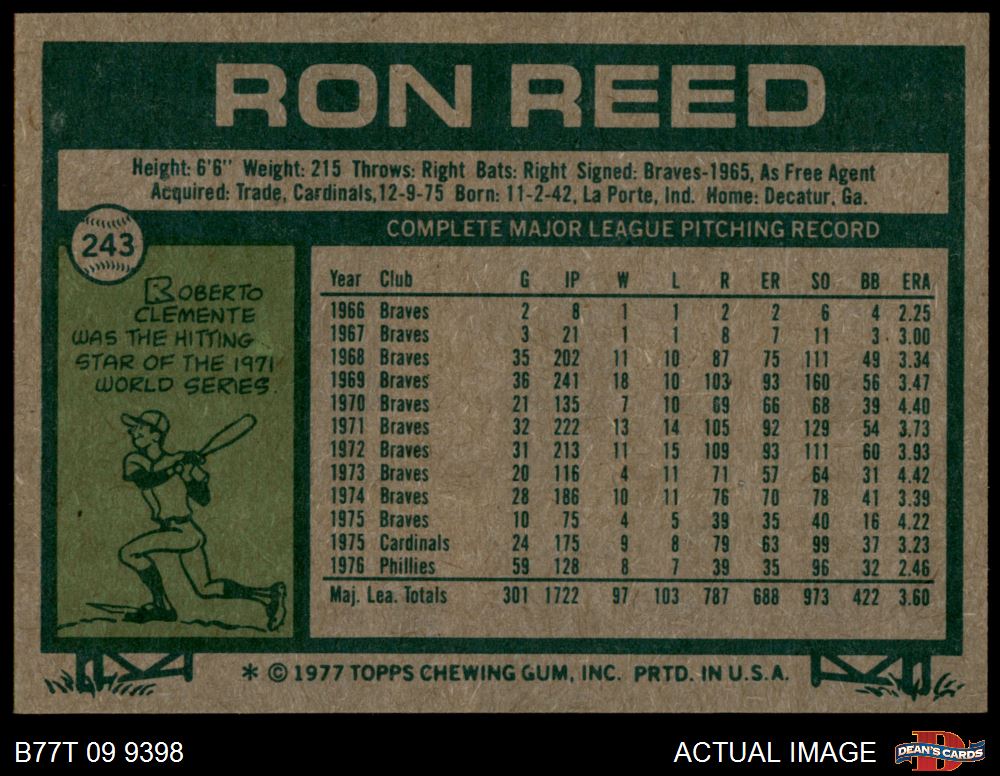 RON REED
Height: 6'6" Weight: 215 Throws: Right Bats: Right Signed: Braves-1965, As Free Agent
Acquired: Trade, Cardinals,12-9-75 Born: 11-2-42, La Porte, Ind. Home: Decatur, Ga.
243
ROBERTO
CLEMENTE
WAS THE HITTING
STAR OF THE 1971
WORLD SERIES.
COMPLETE MAJOR LEAGUE PITCHING RECORD
Year Club G IP W L R ER SO BB ERA
1966 Braves 2 8 1 1 2 2 6 4 2.25
1967 Braves 3 21 1 1 8 7 11 3 3.00
1968 Braves 35 202 11 10 87 75 111 49 3.34
1969 Braves 36 241 18 10 103 93 160 56 3.47
1970 Braves 21 135 7 10 69 66 68 39 4.40
1971 Braves 32 222 13 14 105 92 129 54 3.73
1972 Braves 31 213 11 15 109 93 111 60 3.93
1973 Braves 20 116 4 11 71 57 64 31 4.42
1974 Braves 28 186 10 11 76 70 78 41 3.39
1975 Braves 10 75 4 5 39 35 40 16 4.22
1975 Cardinals 24 175 9 8 79 63 99 37 3.23
1976 Phillies 59 128 8 7 39 35 96 32 2.46
Maj. Lea. Totals 301 1722 97 103 787 688 973 422 3.60
* © 1977 TOPPS CHEWING GUM, INC. PRTD. IN U.S.A.
B77T 09 9398
ACTUAL IMAGE
D
DEAN'S CARDS